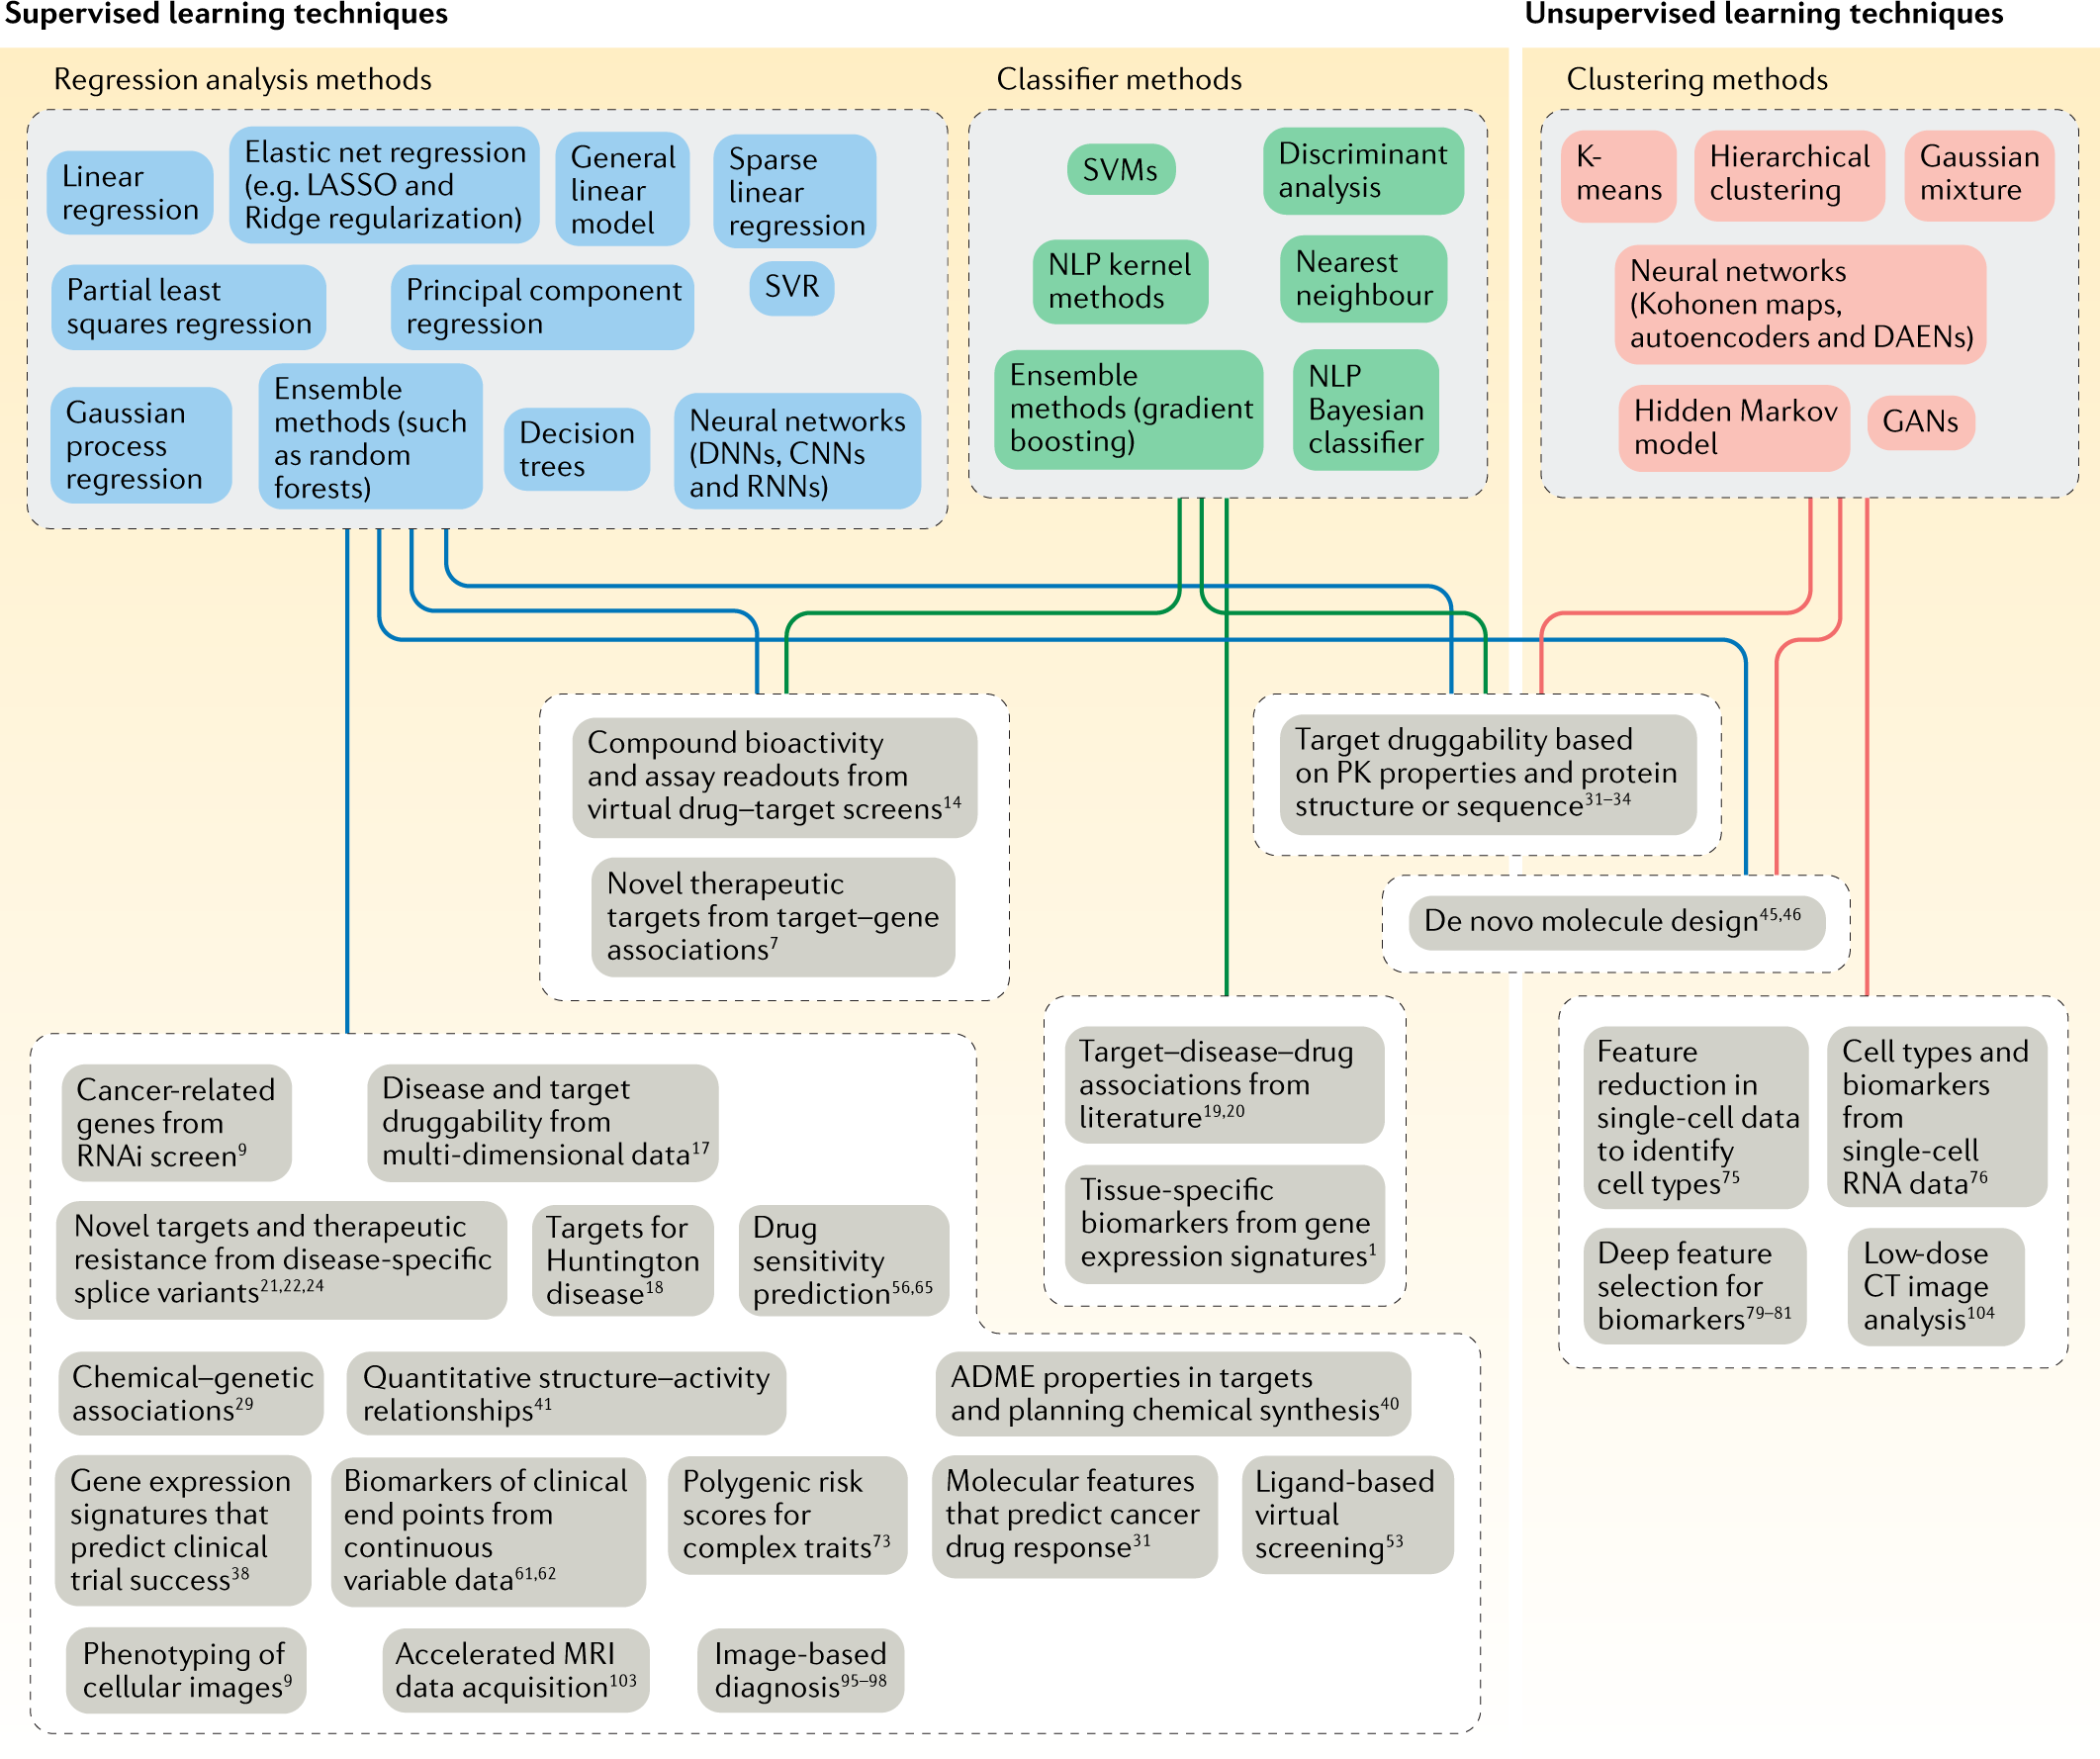 Supervised learning techniques
Unsupervised learning techniques
Regression analysis methods
Linear
regression
Elastic net regression
(e.g. LASSO and
Ridge regularization)
General
linear
model
Sparse
linear
regression
Partial least
squares regression
Principal component
regression
SVR
Gaussian
process
regression
Ensemble
methods (such
as random
forests)
Decision
trees
Neural networks
(DNNs, CNNs
and RNNs)
Classifier methods
SVMs
Discriminant
analysis
NLP kernel
methods
Nearest
neighbour
Ensemble
methods (gradient
boosting)
NLP
Bayesian
classifier
Clustering methods
K-
means
Hierarchical
clustering
Gaussian
mixture
Neural networks
(Kohonen maps,
autoencoders and DAENs)
Hidden Markov
model
GANs
Compound bioactivity
and assay readouts from
virtual drug–target screens14
Novel therapeutic
targets from target–gene
associations7
Target druggability based
on PK properties and protein
structure or sequence31–34
De novo molecule design45,46
Target–disease–drug
associations from
literature19,20
Tissue-specific
biomarkers from gene
expression signatures1
Feature
reduction in
single-cell data
to identify
cell types75
Cell types and
biomarkers
from
single-cell
RNA data76
Deep feature
selection for
biomarkers79–81
Low-dose
CT image
analysis104
Cancer-related
genes from
RNAi screen9
Disease and target
druggability from
multi-dimensional data17
Novel targets and therapeutic
resistance from disease-specific
splice variants21,22,24
Targets for
Huntington
disease18
Drug
sensitivity
prediction56,65
Chemical–genetic
associations29
Quantitative structure–activity
relationships41
ADME properties in targets
and planning chemical synthesis40
Gene expression
signatures that
predict clinical
trial success38
Biomarkers of clinical
end points from
continuous
variable data61,62
Polygenic risk
scores for
complex traits73
Molecular features
that predict cancer
drug response31
Ligand-based
virtual
screening53
Phenotyping of
cellular images9
Accelerated MRI
data acquisition103
Image-based
diagnosis95–98